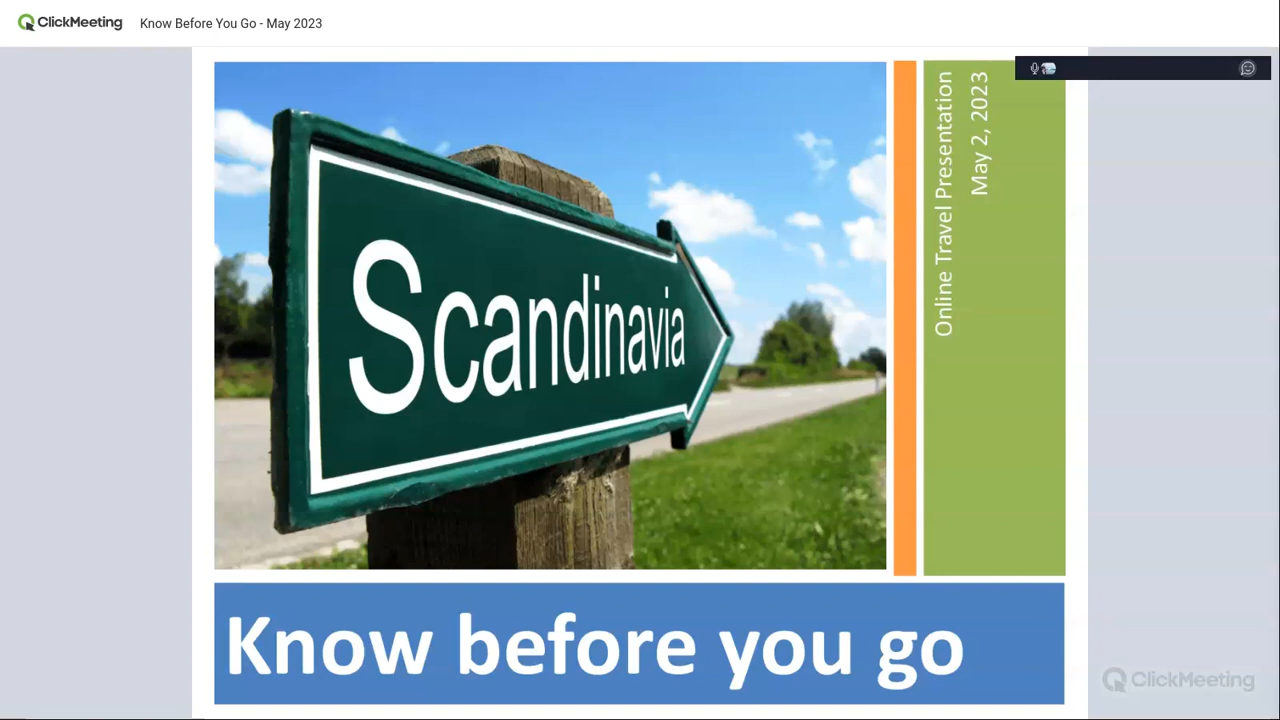 ClickMeeting
Know Before You Go - May 2023
Scandinavia
Online Travel Presentation
May 2, 2023
Know before you go
ClickMeeting